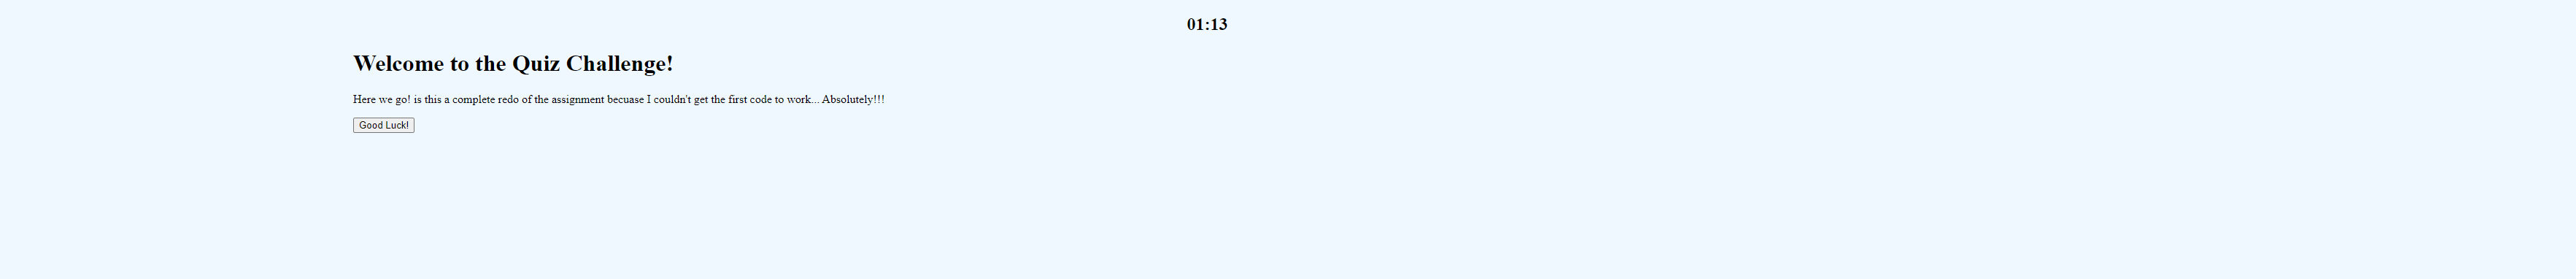 01:13
Welcome to the Quiz Challenge!
Here we go! is this a complete redo of the assignment becuase I couldn't get the first code to work... Absolutely!!!
Good Luck!